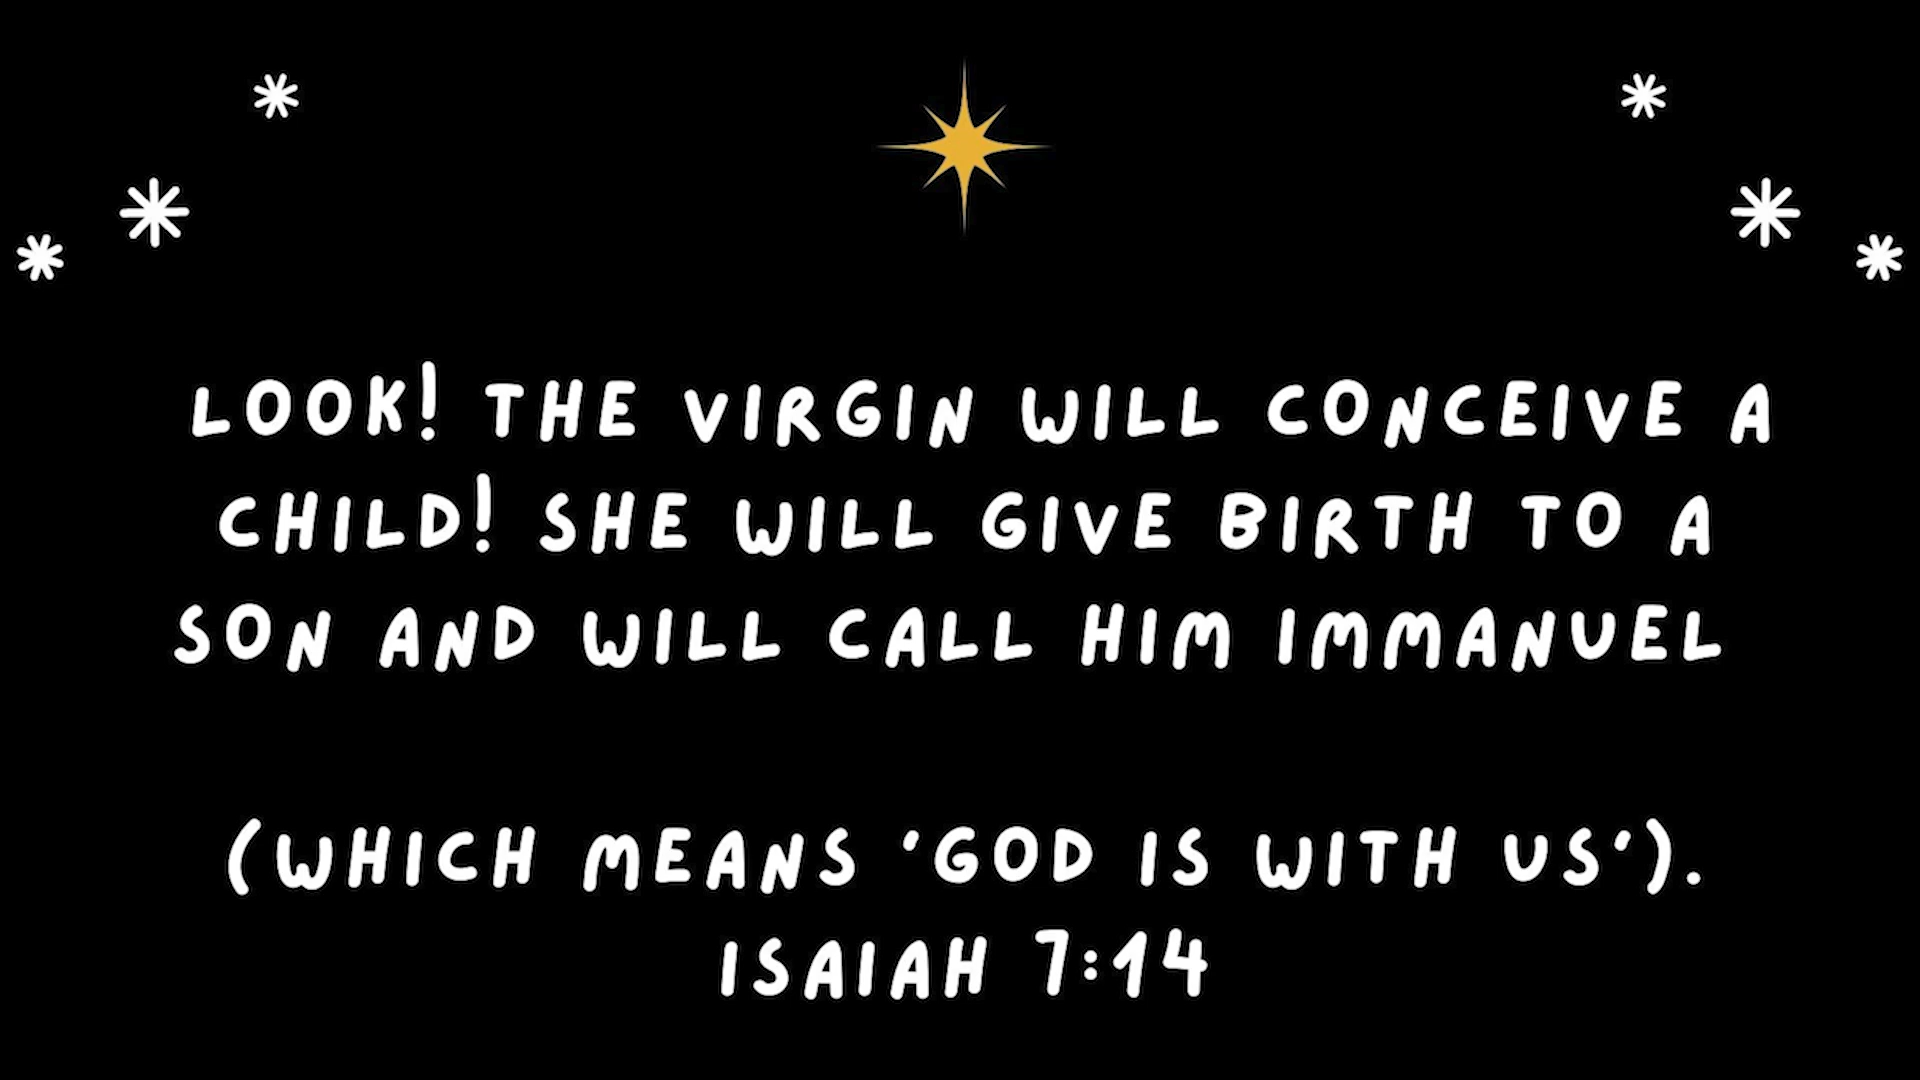 LOOK! THE VIRGIN WILL CONCEIVE A
CHILD! SHE WILL GIVE BIRTH TO A
SON AND WILL CALL HIM IMMANUEL
(WHICH MEANS 'GOD IS WITH US').
ISAIAH 7:14